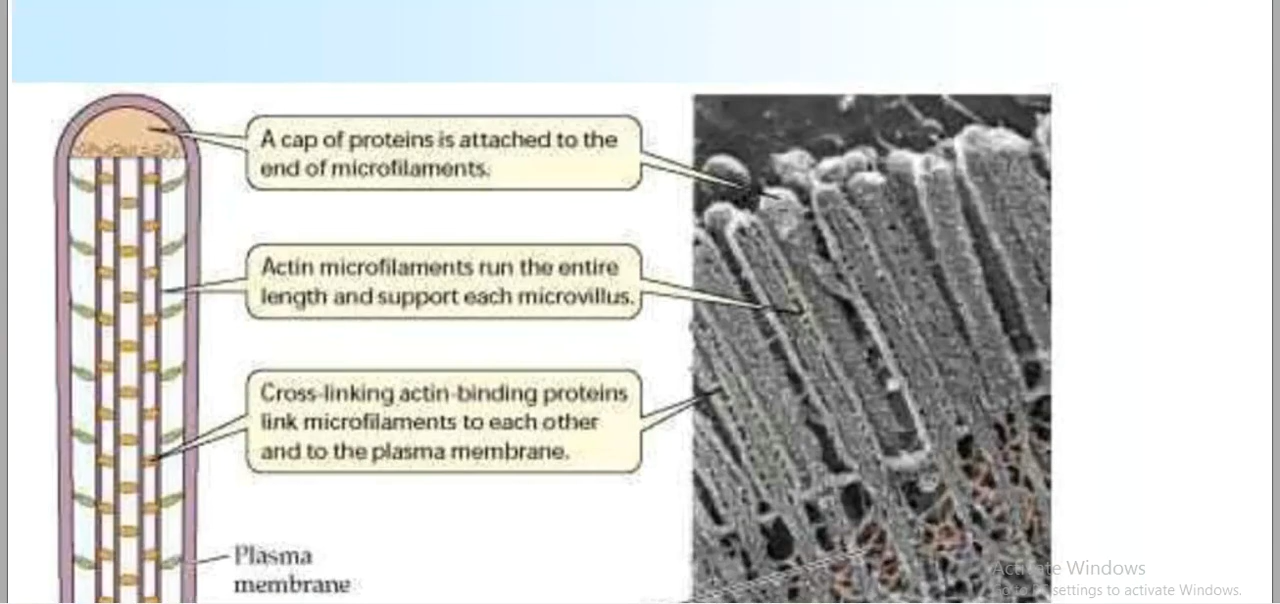 A cap of proteins is attached to the
end of microfilaments.
Actin microfilaments run the entire
length and support each microvillus.
Cross-linking actin-binding proteins
link microfilaments to each other
and to the plasma membrane.
Plasma
membrane
Activate Windows
settings to activate Windows.